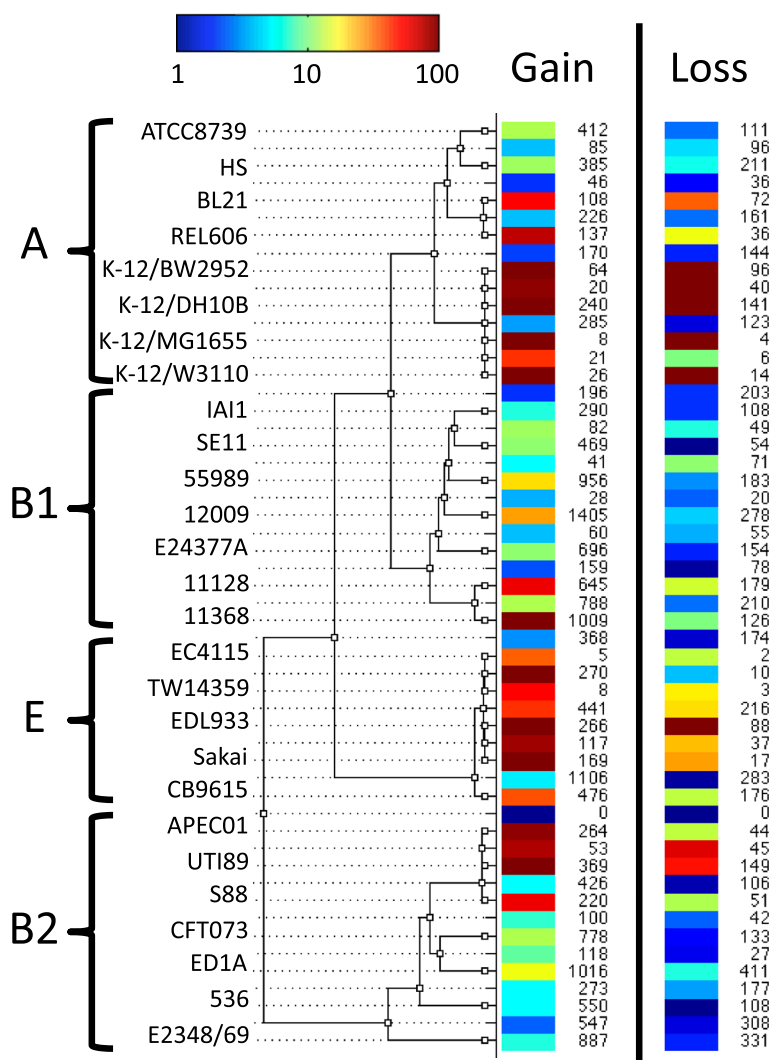 1 10 100
Gain Loss
ATCC8739 412 111
85 96
HS 385 211
46 36
BL21 108 72
226 161
REL606 137 36
A 170 144
K-12/BW2952 64 96
20 40
K-12/DH10B 240 141
285 123
K-12/MG1655 8 4
21 6
K-12/W3110 26 14
196 203
IAI1 290 108
82 49
SE11 469 54
41 71
55989 956 183
B1 28 20
12009 1405 278
60 55
E24377A 696 154
159 78
11128 645 179
788 210
11368 1009 126
368 174
EC4115 5 2
270 10
TW14359 8 3
E 441 216
EDL933 266 88
117 37
Sakai 169 17
1106 283
CB9615 476 176
0 0
APEC01 264 44
53 45
UTI89 369 149
426 106
S88 220 51
100 42
B2 CFT073 778 133
118 27
ED1A 1016 411
273 177
536 550 108
547 308
E2348/69 887 331